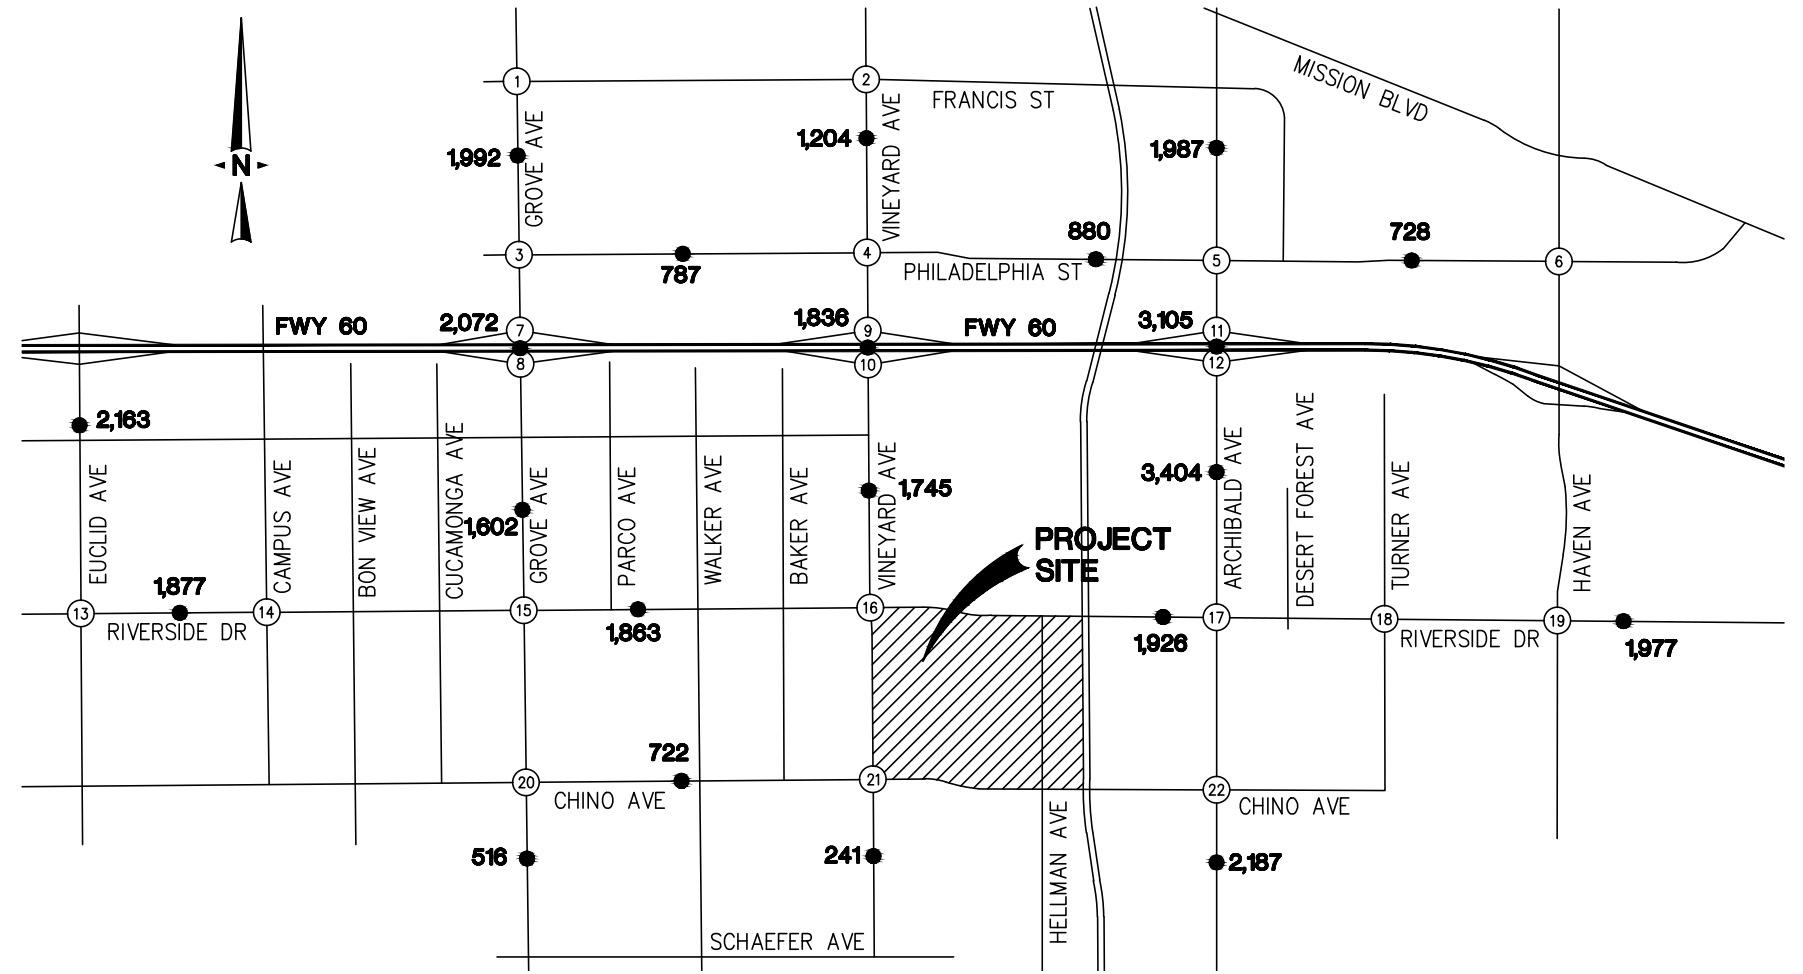 1
2
FRANCIS ST
MISSION BLVD
N
1,992
GROVE AVE
1,204
VINEYARD AVE
1,987
3
787
4
PHILADELPHIA ST
880
5
728
6
FWY 60
2,072
7
8
1,836
9
10
FWY 60
3,105
11
12
2,163
EUCLID AVE
CAMPUS AVE
BON VIEW AVE
CUCAMONGA AVE
1,602
GROVE AVE
PARCO AVE
WALKER AVE
BAKER AVE
VINEYARD AVE
1,745
PROJECT
SITE
3,404
ARCHIBALD AVE
DESERT FOREST AVE
TURNER AVE
HAVEN AVE
13
1,877
14
RIVERSIDE DR
15
1,863
16
1,926
17
18
RIVERSIDE DR
19
1,977
20
CHINO AVE
722
21
22
CHINO AVE
516
241
HELLMAN AVE
2,187
SCHAEFER AVE